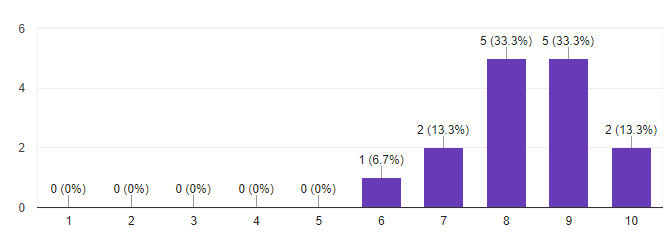 6
5 (33.3%) 5 (33.3%)
4
2 (13.3%) 2 (13.3%)
2
1 (6.7%)
0 (0%) 0 (0%) 0 (0%) 0 (0%) 0 (0%)
0
1 2 3 4 5 6 7 8 9 10